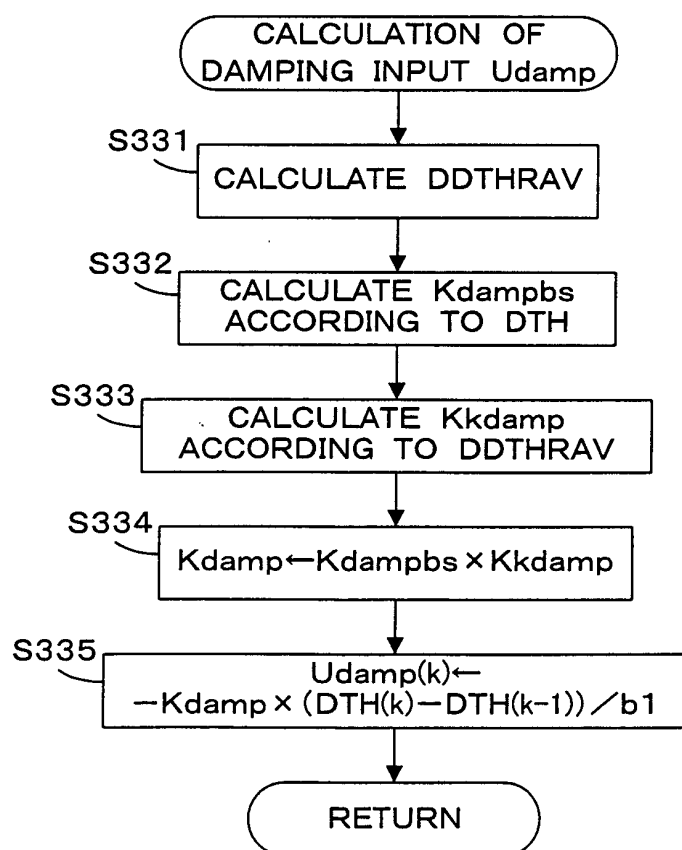 CALCULATION OF
DAMPING INPUT Udamp
S331
CALCULATE DDTHRAV
S332
CALCULATE Kdampbs
ACCORDING TO DTH
S333
CALCULATE Kkdamp
ACCORDING TO DDTHRAV
S334
Kdamp←Kdampbs×Kkdamp
S335
Udamp(k)←
−Kdamp×(DTH(k)−DTH(k-1))/b1
RETURN